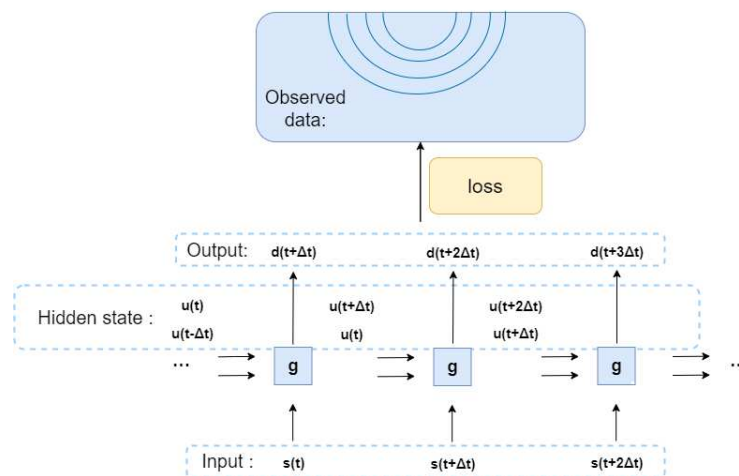 Observed
data:
loss
Output: d(t+Δt) d(t+2Δt) d(t+3Δt)
u(t) u(t+Δt) u(t+2Δt)
Hidden state :
u(t-Δt) u(t) u(t+Δt)
... g g g ...
Input : s(t) s(t+Δt) s(t+2Δt)